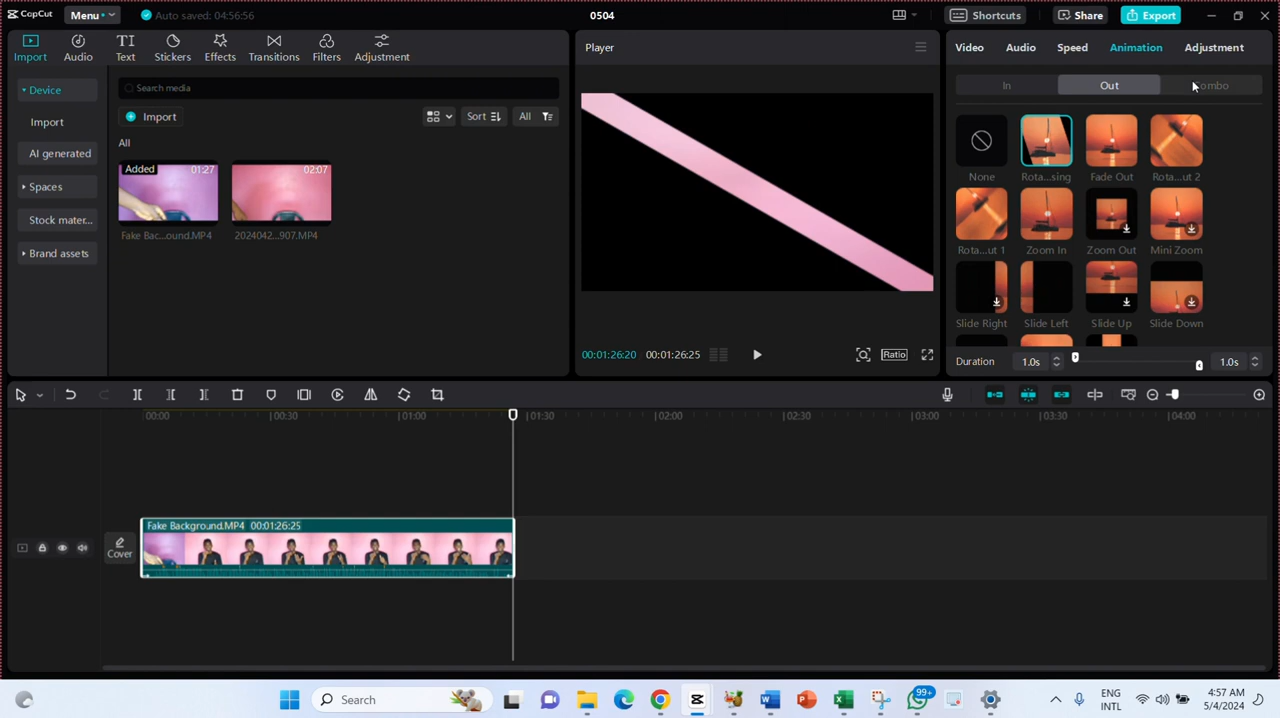 CapCut Menu Auto saved: 04:56:56 0504 Shortcuts Share Export
Import Audio Text Stickers Effects Transitions Filters Adjustment
Player
Video Audio Speed Animation Adjustment
Device
Import
AI generated
Spaces
Stock mater...
Brand assets
Search media
Import Sort All
All
Added 01:27 02:07
Fake Bac...ound.MP4 2024042...907.MP4
00:01:26:20 00:01:26:25 Ratio
In Out Combo
None Rota...sing Fade Out Rota...ut 2
Rota...ut 1 Zoom In Zoom Out Mini Zoom
Slide Right Slide Left Slide Up Slide Down
Duration 1.0s 1.0s
00:00 00:30 01:00 01:30 02:00 02:30 03:00 03:30 04:00
Cover
Fake Background.MP4 00:01:26:25
Search 99+ ENG
INTL
4:57 AM
5/4/2024